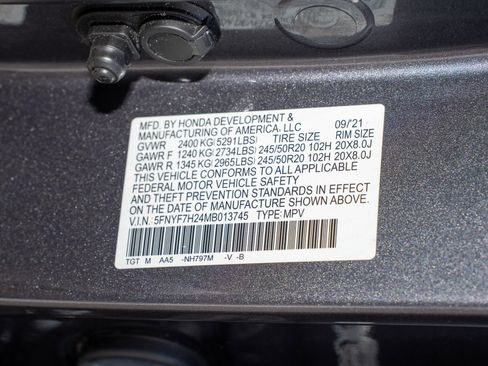 MFD. BY HONDA DEVELOPMENT & 09/21
MANUFACTURING OF AMERICA, LLC
GVWR 2400 KG(5291LBS) TIRE SIZE RIM SIZE
GAWR F 1240 KG(2734LBS) 245/50R20 102H 20X8.0J
GAWR R 1345 KG(2965LBS) 245/50R20 102H 20X8.0J
THIS VEHICLE CONFORMS TO ALL APPLICABLE
FEDERAL MOTOR VEHICLE SAFETY
AND THEFT PREVENTION STANDARDS IN EFFECT
ON THE DATE OF MANUFACTURE SHOWN ABOVE.
V.I.N.: 5FNYF7H24MB013745 TYPE: MPV
TGT M AA5 -NH797M -V -B